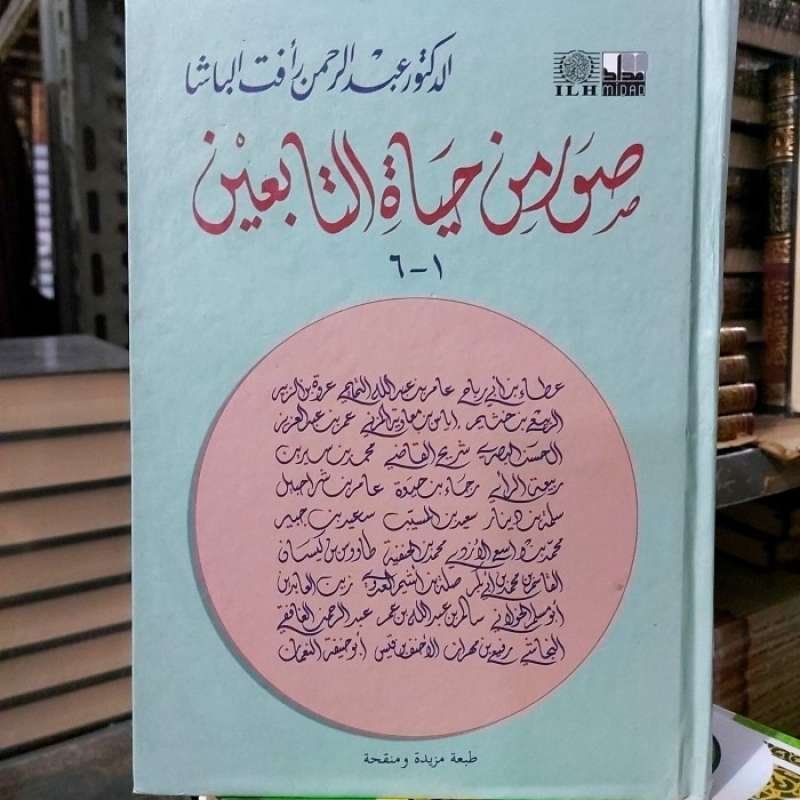 الدكتور عبد الرحمن رأفت الباشا
ILH
مداد
MIDAD
صور من حياة التابعين
١-٦
عطاء بن أبي رباح عامر بن عبد الله التميمي عروة بن الزبير
الربيع بن خثيم إياس بن معاوية المزني عمر بن عبد العزيز
الحسن البصري شريح القاضي محمد بن سيرين
ربيعة الرأي رجاء بن حيوة عامر بن شراحيل
سلمة بن دينار سعيد بن المسيب سعيد بن جبير
محمد بن واسع الأزدي محمد بن الحنفية طاووس بن كيسان
القاسم بن محمد بن أبي بكر صلة بن أشيم العدوي زين العابدين
أبو مسلم الخولاني سالم بن عبد الله بن عمر عبد الرحمن الغافقي
النجاشي رفيع بن مهران الأحنف بن قيس أبو حنيفة النعمان
طبعة مزيدة ومنقحة